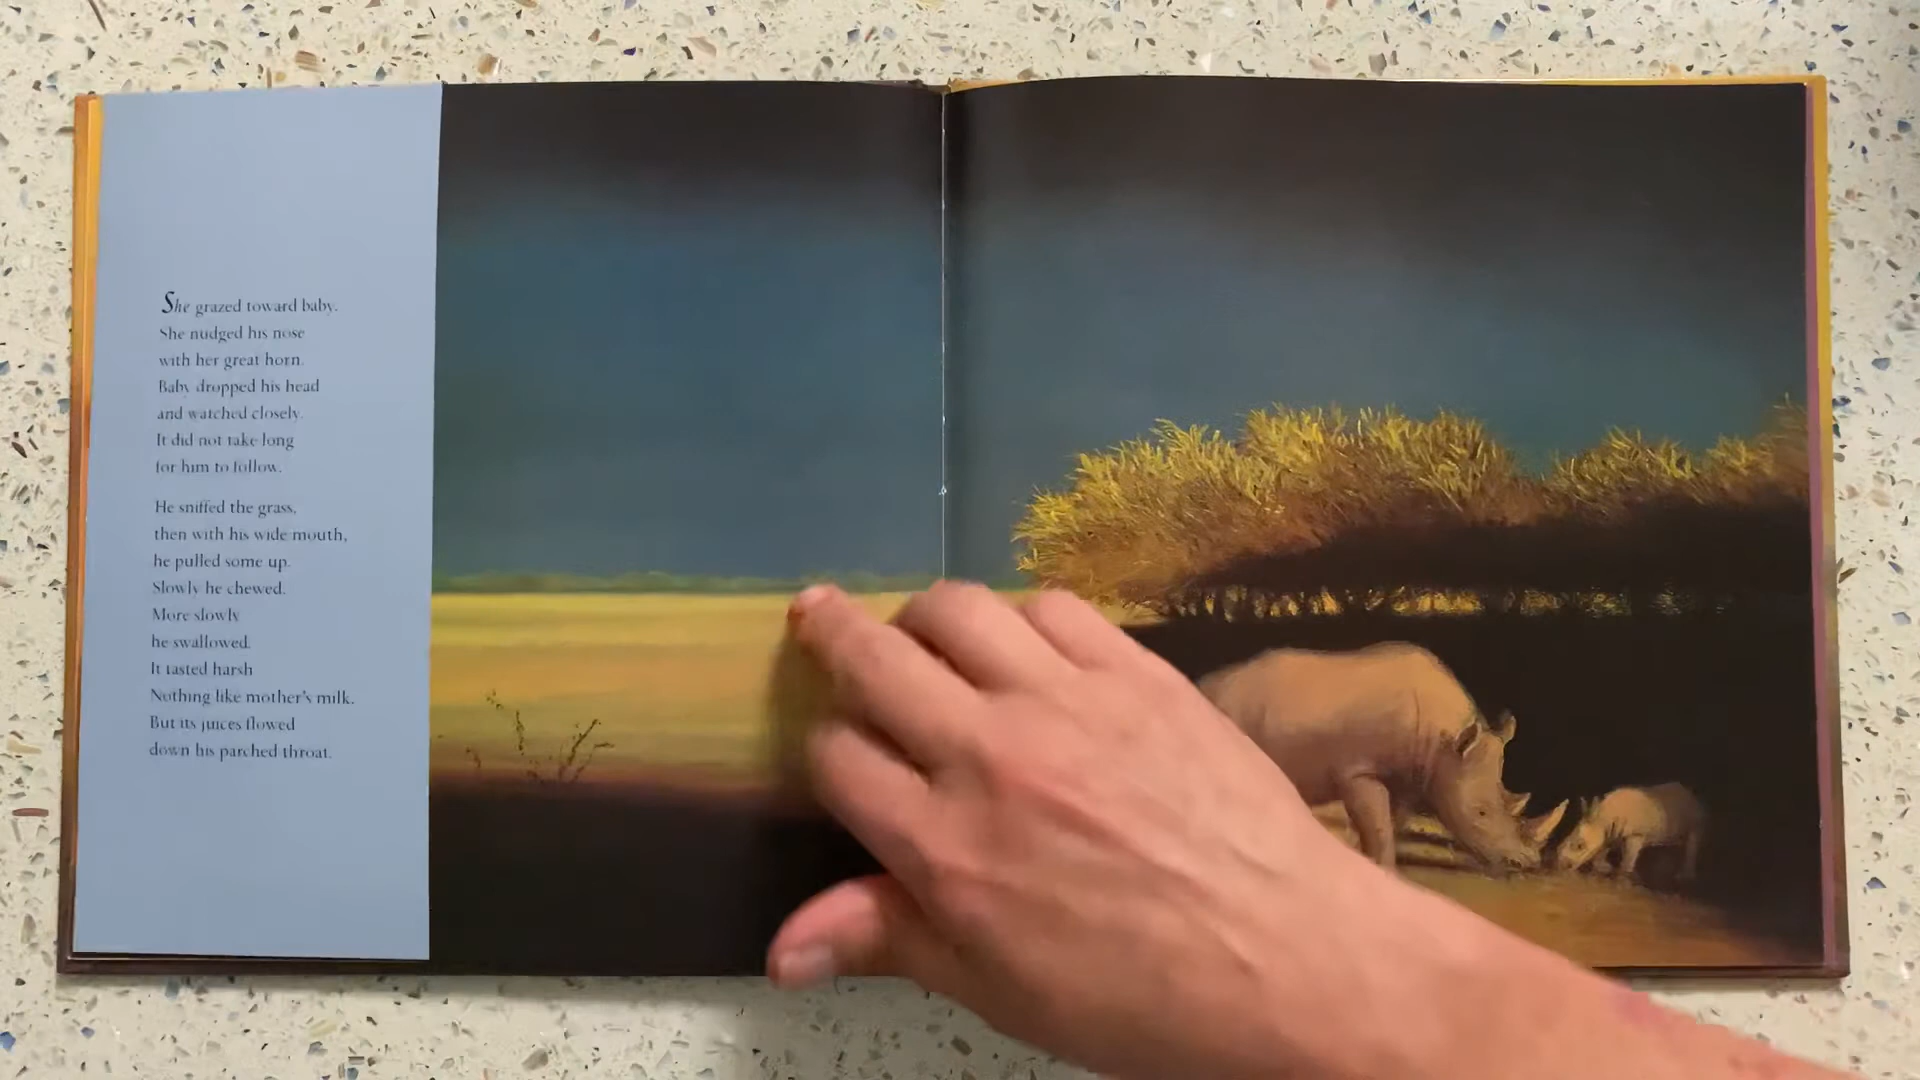 She grazed toward baby.
She nudged his nose
with her great horn.
Baby dropped his head
and watched closely.
It did not take long
for him to follow.
He sniffed the grass,
then with his wide mouth,
he pulled some up.
Slowly he chewed.
More slowly
he swallowed.
It tasted harsh
Nothing like mother's milk.
But its juices flowed
down his parched throat.